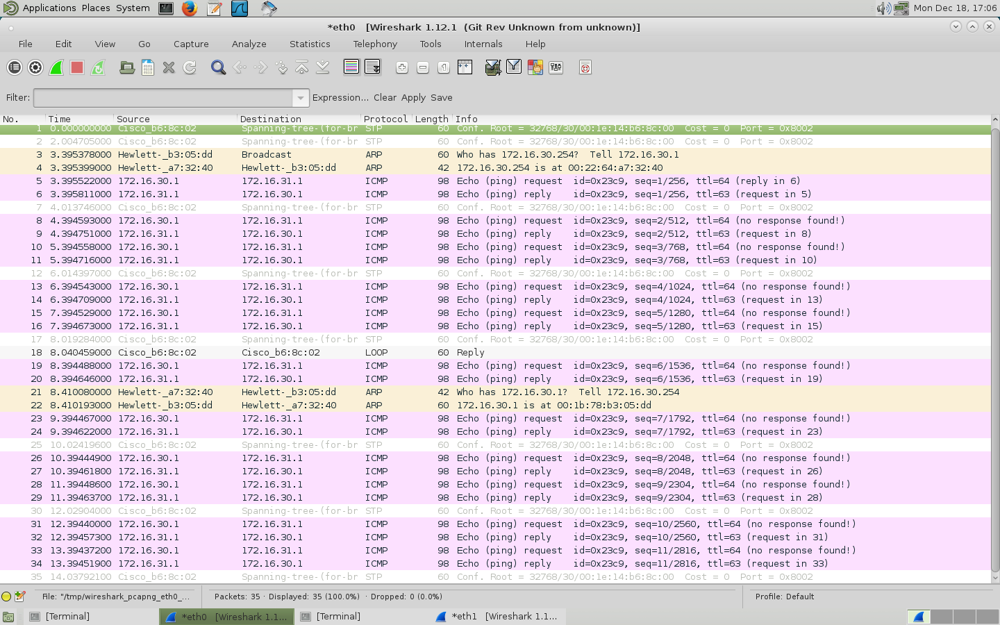 Applications Places System Mon Dec 18, 17:06
*eth0 [Wireshark 1.12.1 (Git Rev Unknown from unknown)]
File Edit View Go Capture Analyze Statistics Telephony Tools Internals Help
Filter: Expression... Clear Apply Save
No. Time Source Destination Protocol Length Info
1 0.000000000 Cisco_b6:8c:02 Spanning-tree-(for-br STP 60 Conf. Root = 32768/30/00:1e:14:b6:8c:00 Cost = 0 Port = 0x8002
2 2.004705000 Cisco_b6:8c:02 Spanning-tree-(for-br STP 60 Conf. Root = 32768/30/00:1e:14:b6:8c:00 Cost = 0 Port = 0x8002
3 3.395378000 Hewlett-_b3:05:dd Broadcast ARP 60 Who has 172.16.30.254? Tell 172.16.30.1
4 3.395399000 Hewlett-_a7:32:40 Hewlett-_b3:05:dd ARP 42 172.16.30.254 is at 00:22:64:a7:32:40
5 3.395522000 172.16.30.1 172.16.31.1 ICMP 98 Echo (ping) request id=0x23c9, seq=1/256, ttl=64 (reply in 6)
6 3.395811000 172.16.31.1 172.16.30.1 ICMP 98 Echo (ping) reply id=0x23c9, seq=1/256, ttl=63 (request in 5)
7 4.013746000 Cisco_b6:8c:02 Spanning-tree-(for-br STP 60 Conf. Root = 32768/30/00:1e:14:b6:8c:00 Cost = 0 Port = 0x8002
8 4.394593000 172.16.30.1 172.16.31.1 ICMP 98 Echo (ping) request id=0x23c9, seq=2/512, ttl=64 (no response found!)
9 4.394751000 172.16.31.1 172.16.30.1 ICMP 98 Echo (ping) reply id=0x23c9, seq=2/512, ttl=63 (request in 8)
10 5.394558000 172.16.30.1 172.16.31.1 ICMP 98 Echo (ping) request id=0x23c9, seq=3/768, ttl=64 (no response found!)
11 5.394716000 172.16.31.1 172.16.30.1 ICMP 98 Echo (ping) reply id=0x23c9, seq=3/768, ttl=63 (request in 10)
12 6.014397000 Cisco_b6:8c:02 Spanning-tree-(for-br STP 60 Conf. Root = 32768/30/00:1e:14:b6:8c:00 Cost = 0 Port = 0x8002
13 6.394543000 172.16.30.1 172.16.31.1 ICMP 98 Echo (ping) request id=0x23c9, seq=4/1024, ttl=64 (no response found!)
14 6.394709000 172.16.31.1 172.16.30.1 ICMP 98 Echo (ping) reply id=0x23c9, seq=4/1024, ttl=63 (request in 13)
15 7.394529000 172.16.30.1 172.16.31.1 ICMP 98 Echo (ping) request id=0x23c9, seq=5/1280, ttl=64 (no response found!)
16 7.394673000 172.16.31.1 172.16.30.1 ICMP 98 Echo (ping) reply id=0x23c9, seq=5/1280, ttl=63 (request in 15)
17 8.019284000 Cisco_b6:8c:02 Spanning-tree-(for-br STP 60 Conf. Root = 32768/30/00:1e:14:b6:8c:00 Cost = 0 Port = 0x8002
18 8.040459000 Cisco_b6:8c:02 Cisco_b6:8c:02 LOOP 60 Reply
19 8.394488000 172.16.30.1 172.16.31.1 ICMP 98 Echo (ping) request id=0x23c9, seq=6/1536, ttl=64 (no response found!)
20 8.394646000 172.16.31.1 172.16.30.1 ICMP 98 Echo (ping) reply id=0x23c9, seq=6/1536, ttl=63 (request in 19)
21 8.410080000 Hewlett-_a7:32:40 Hewlett-_b3:05:dd ARP 42 Who has 172.16.30.1? Tell 172.16.30.254
22 8.410193000 Hewlett-_b3:05:dd Hewlett-_a7:32:40 ARP 60 172.16.30.1 is at 00:1b:78:b3:05:dd
23 9.394467000 172.16.30.1 172.16.31.1 ICMP 98 Echo (ping) request id=0x23c9, seq=7/1792, ttl=64 (no response found!)
24 9.394622000 172.16.31.1 172.16.30.1 ICMP 98 Echo (ping) reply id=0x23c9, seq=7/1792, ttl=63 (request in 23)
25 10.02419600 Cisco_b6:8c:02 Spanning-tree-(for-br STP 60 Conf. Root = 32768/30/00:1e:14:b6:8c:00 Cost = 0 Port = 0x8002
26 10.39444900 172.16.30.1 172.16.31.1 ICMP 98 Echo (ping) request id=0x23c9, seq=8/2048, ttl=64 (no response found!)
27 10.39461800 172.16.31.1 172.16.30.1 ICMP 98 Echo (ping) reply id=0x23c9, seq=8/2048, ttl=63 (request in 26)
28 11.39448600 172.16.30.1 172.16.31.1 ICMP 98 Echo (ping) request id=0x23c9, seq=9/2304, ttl=64 (no response found!)
29 11.39463700 172.16.31.1 172.16.30.1 ICMP 98 Echo (ping) reply id=0x23c9, seq=9/2304, ttl=63 (request in 28)
30 12.02904000 Cisco_b6:8c:02 Spanning-tree-(for-br STP 60 Conf. Root = 32768/30/00:1e:14:b6:8c:00 Cost = 0 Port = 0x8002
31 12.39440000 172.16.30.1 172.16.31.1 ICMP 98 Echo (ping) request id=0x23c9, seq=10/2560, ttl=64 (no response found!)
32 12.39457300 172.16.31.1 172.16.30.1 ICMP 98 Echo (ping) reply id=0x23c9, seq=10/2560, ttl=63 (request in 31)
33 13.39437200 172.16.30.1 172.16.31.1 ICMP 98 Echo (ping) request id=0x23c9, seq=11/2816, ttl=64 (no response found!)
34 13.39451900 172.16.31.1 172.16.30.1 ICMP 98 Echo (ping) reply id=0x23c9, seq=11/2816, ttl=63 (request in 33)
35 14.03792100 Cisco_b6:8c:02 Spanning-tree-(for-br STP 60 Conf. Root = 32768/30/00:1e:14:b6:8c:00 Cost = 0 Port = 0x8002
File: "/tmp/wireshark_pcapng_eth0_... Packets: 35 · Displayed: 35 (100.0%) · Dropped: 0 (0.0%) Profile: Default
[Terminal] *eth0 [Wireshark 1.1... [Terminal] *eth1 [Wireshark 1.1...